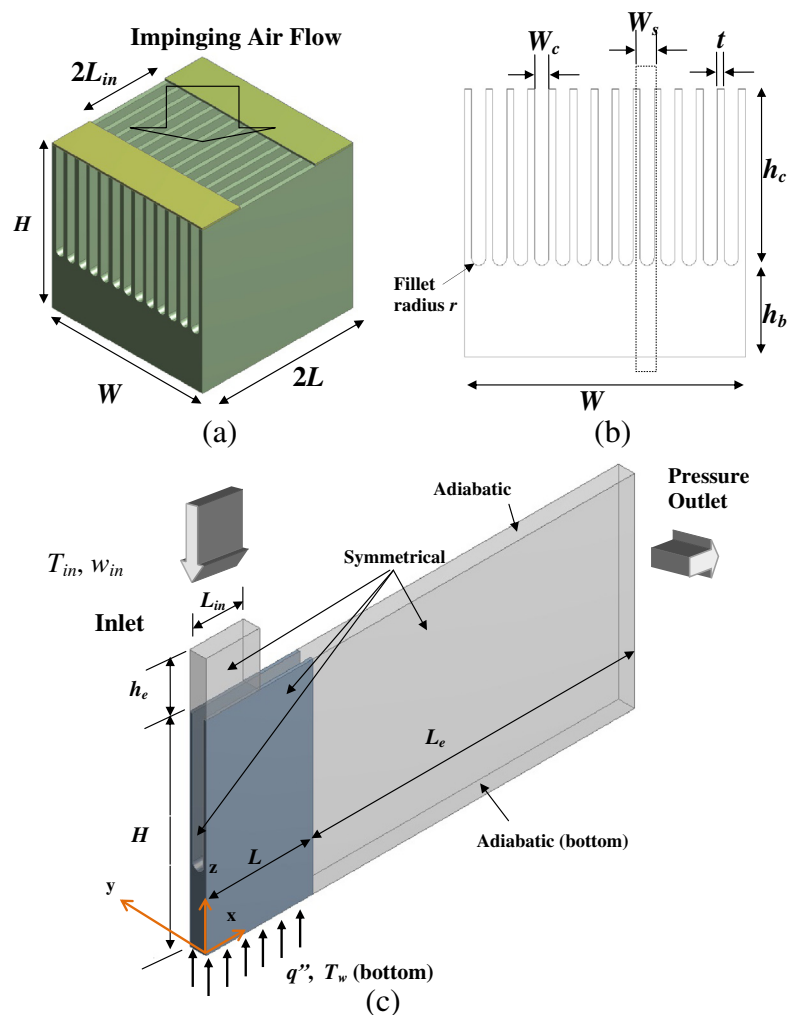 Impinging Air Flow
2L_in
H
W
2L
(a)
W_c
W_s
t
h_c
Fillet
radius r
h_b
W
(b)
Pressure
Outlet
Adiabatic
Symmetrical
T_in, w_in
L_in
Inlet
h_e
L_e
H
L
Adiabatic (bottom)
z
y
x
q”, T_w (bottom)
(c)